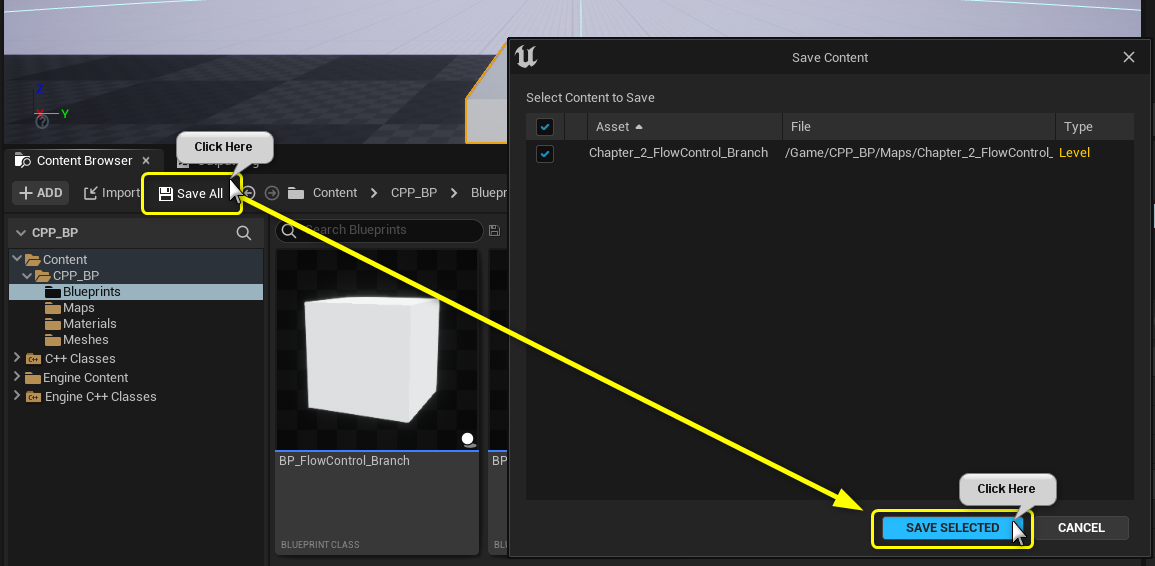 Save Content
Select Content to Save
Asset
File
Type
Chapter_2_FlowControl_Branch
/Game/CPP_BP/Maps/Chapter_2_FlowControl_
Level
Z
X
Y
Click Here
Content Browser
ADD
Import
Save All
Content
CPP_BP
Bluepr
CPP_BP
Search Blueprints
Content
CPP_BP
Blueprints
Maps
Materials
Meshes
C++ Classes
Engine Content
Engine C++ Classes
BP_FlowControl_Branch
BP
BLUEPRINT CLASS
BLU
Click Here
SAVE SELECTED
CANCEL